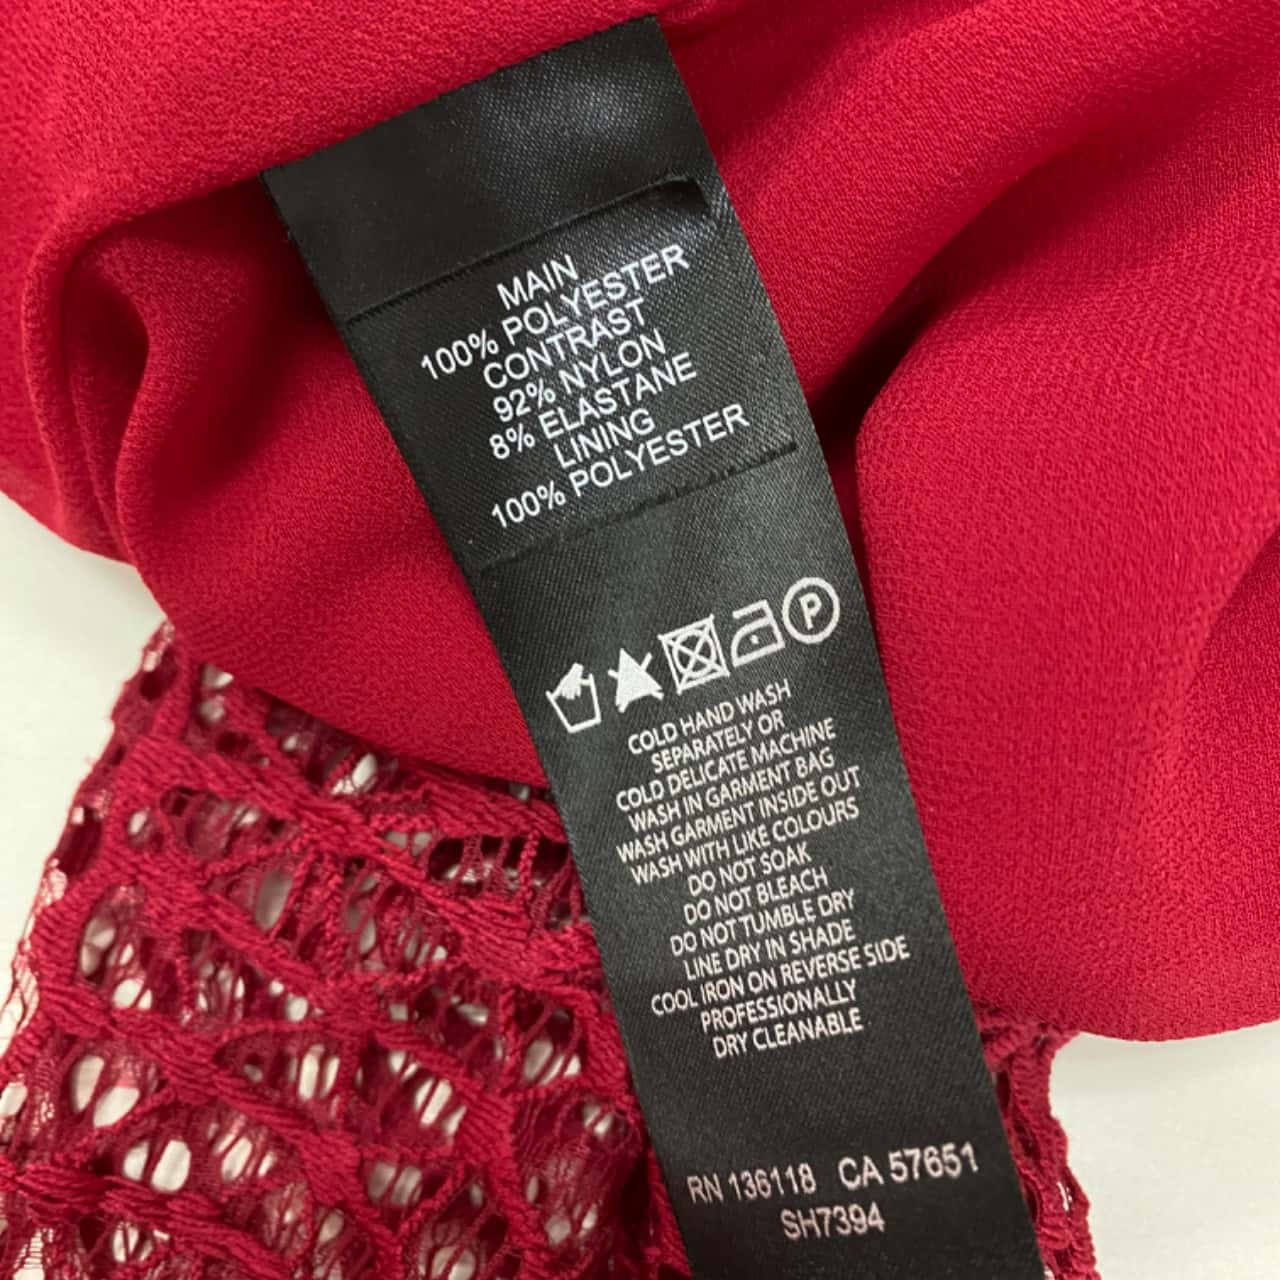 MAIN
100% POLYESTER
CONTRAST
92% NYLON
8% ELASTANE
LINING
100% POLYESTER
P
COLD HAND WASH
SEPARATELY OR
COLD DELICATE MACHINE
WASH IN GARMENT BAG
WASH GARMENT INSIDE OUT
WASH WITH LIKE COLOURS
DO NOT SOAK
DO NOT BLEACH
DO NOT TUMBLE DRY
LINE DRY IN SHADE
COOL IRON ON REVERSE SIDE
PROFESSIONALLY
DRY CLEANABLE
RN 136118 CA 57651
SH7394